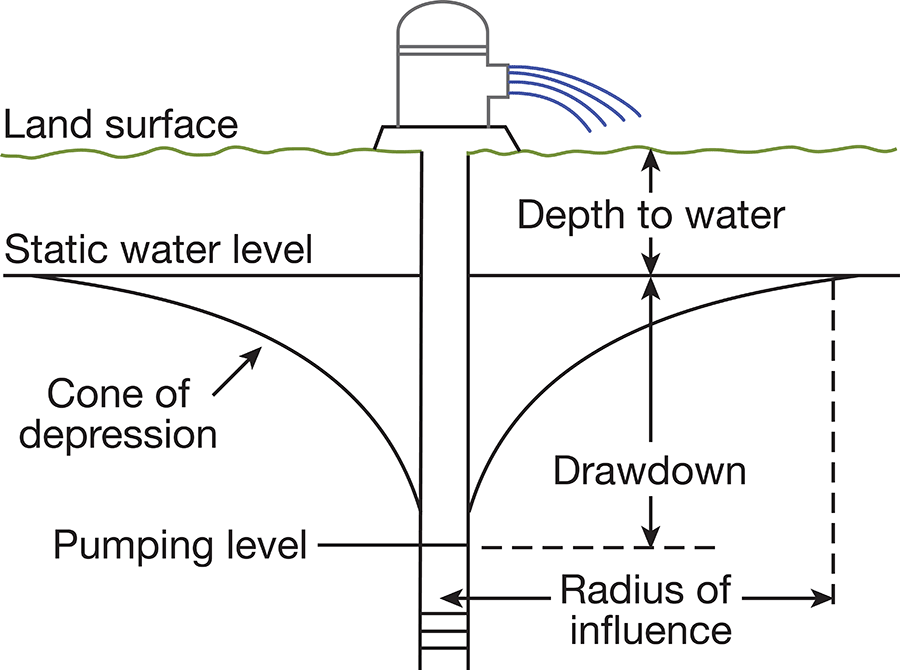 Land surface
Depth to water
Static water level
Cone of
depression
Drawdown
Pumping level
Radius of
influence